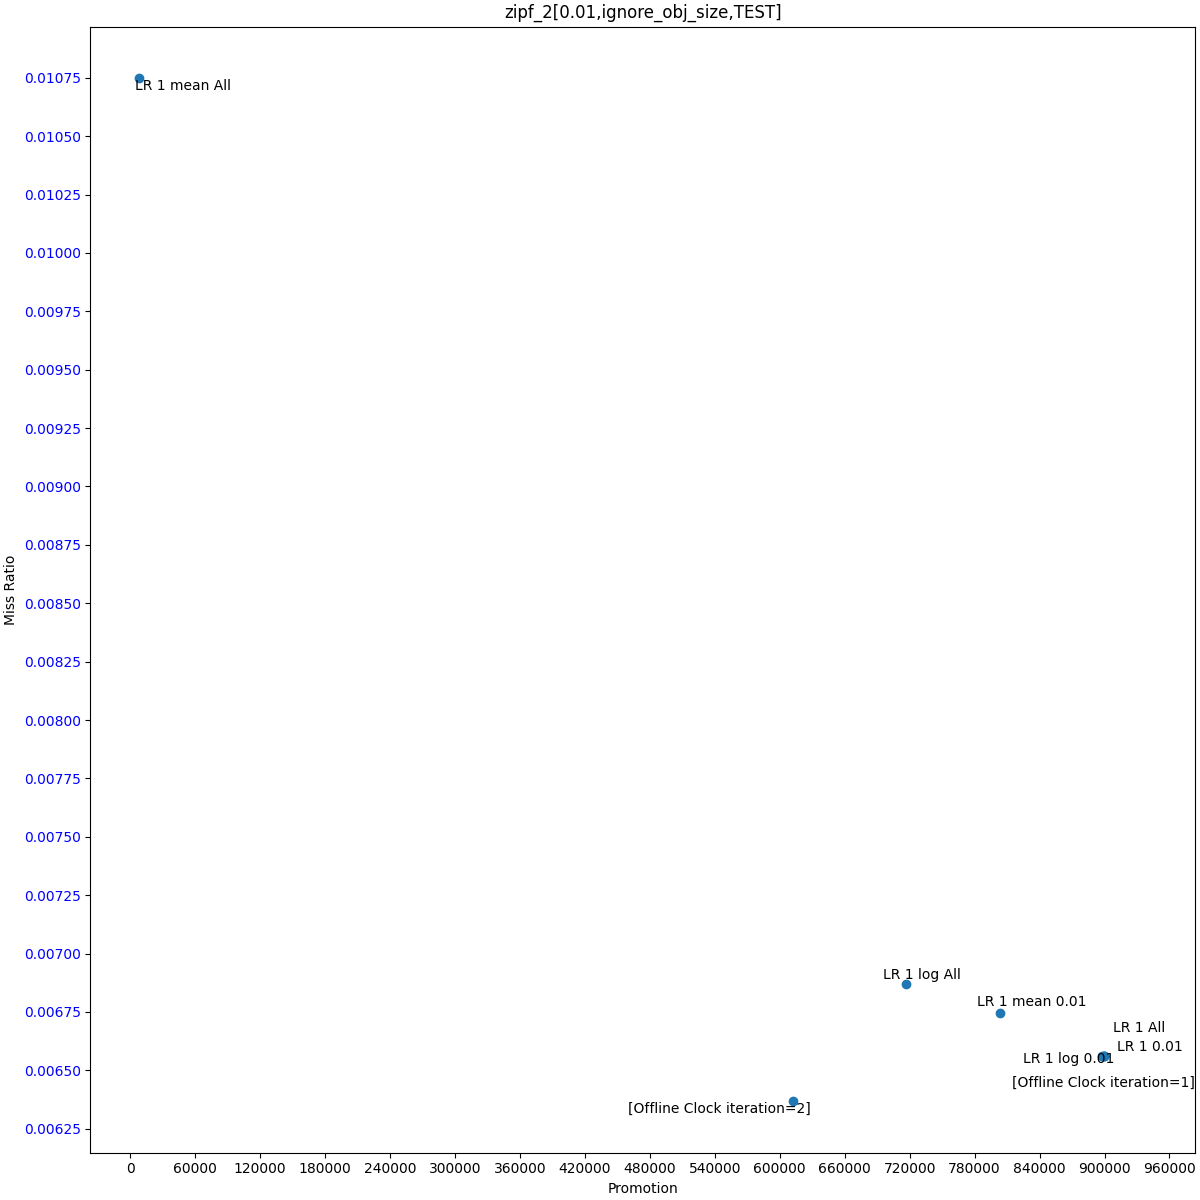 zipf_2[0.01,ignore_obj_size,TEST]
0.01075
LR 1 mean All
0.01050
0.01025
0.01000
0.00975
0.00950
0.00925
0.00900
0.00875
Miss Ratio
0.00850
0.00825
0.00800
0.00775
0.00750
0.00725
0.00700
LR 1 log All
LR 1 mean 0.01
0.00675
LR 1 All
LR 1 0.01
LR 1 log 0.01
0.00650
[Offline Clock iteration=1]
[Offline Clock iteration=2]
0.00625
0 60000 120000 180000 240000 300000 360000 420000 480000 540000 600000 660000 720000 780000 840000 900000 960000
Promotion